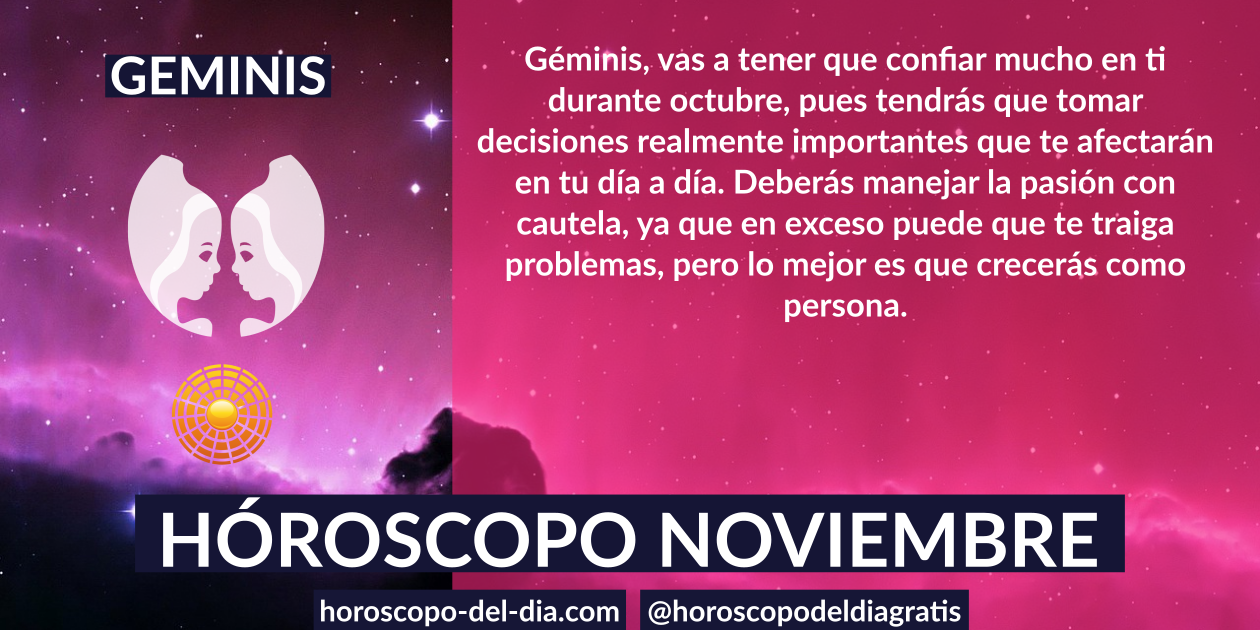 GEMINIS
Géminis, vas a tener que confiar mucho en ti
durante octubre, pues tendrás que tomar
decisiones realmente importantes que te afectarán
en tu día a día. Deberás manejar la pasión con
cautela, ya que en exceso puede que te traiga
problemas, pero lo mejor es que crecerás como
persona.
HÓROSCOPO NOVIEMBRE
horoscopo-del-dia.com
@horoscopodeldiagratis